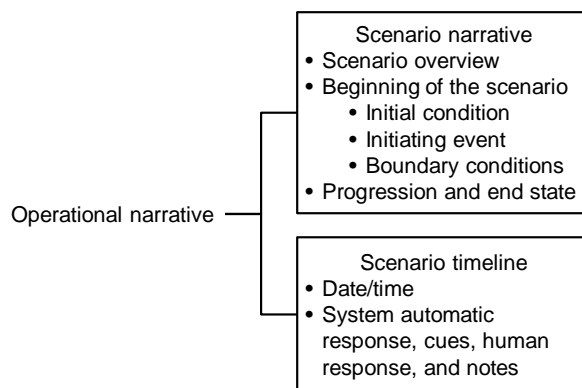 Scenario narrative
• Scenario overview
• Beginning of the scenario
• Initial condition
• Initiating event
• Boundary conditions
• Progression and end state
Operational narrative
Scenario timeline
• Date/time
• System automatic
response, cues, human
response, and notes